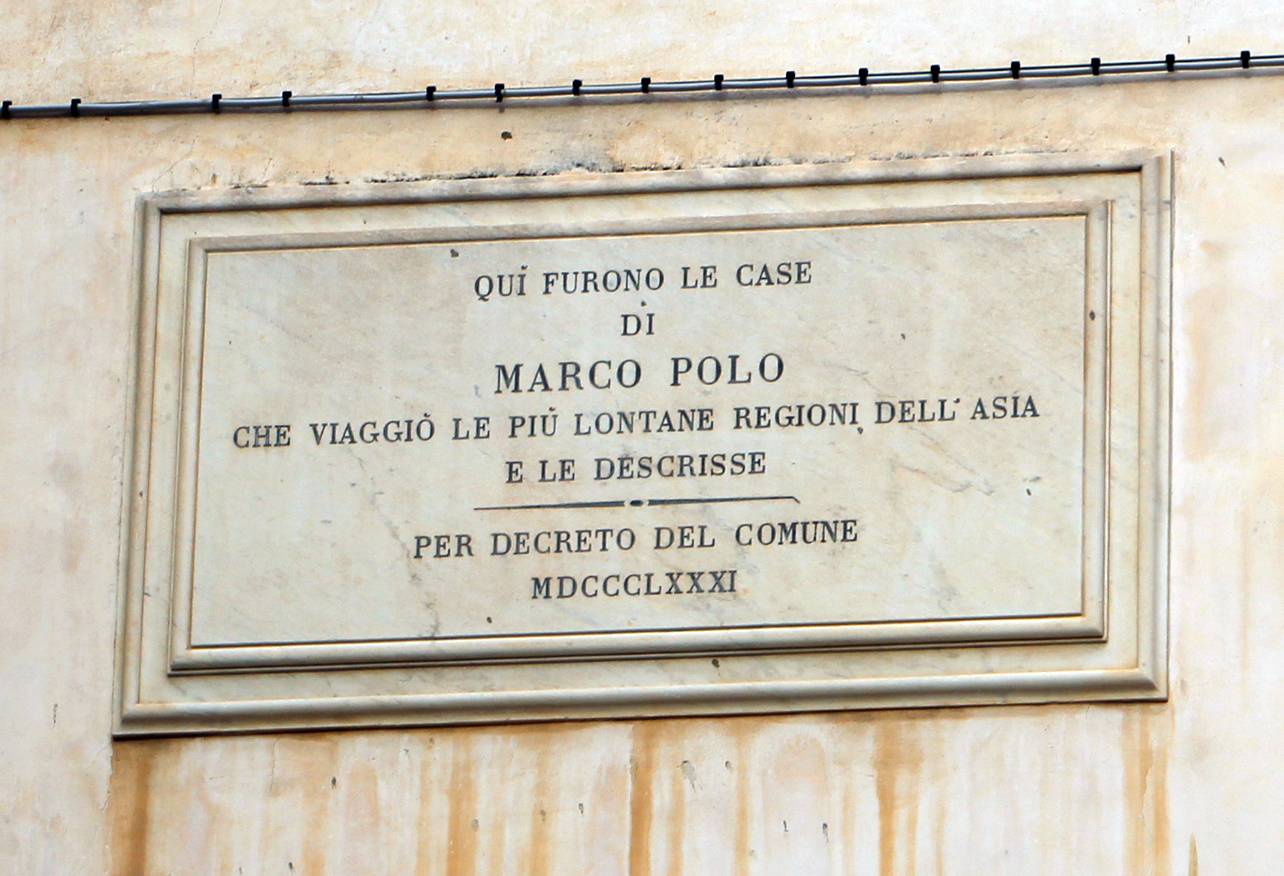 QUÌ FURONO LE CASE
DI
MARCO POLO
CHE VIAGGIÒ LE PIÙ LONTANE REGIONI DELL'ASIA
E LE DESCRISSE
PER DECRETO DEL COMUNE
MDCCCLXXXI